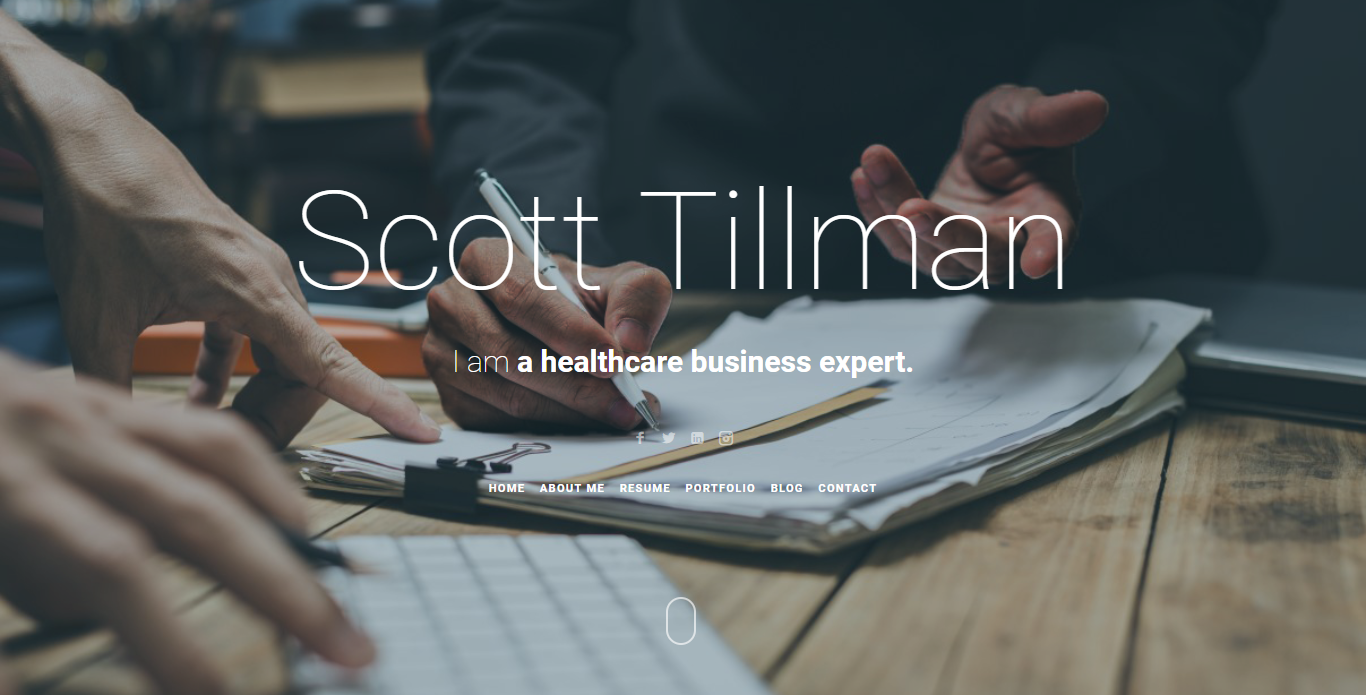 Scott Tillman
I am a healthcare business expert.
HOME ABOUT ME RESUME PORTFOLIO BLOG CONTACT